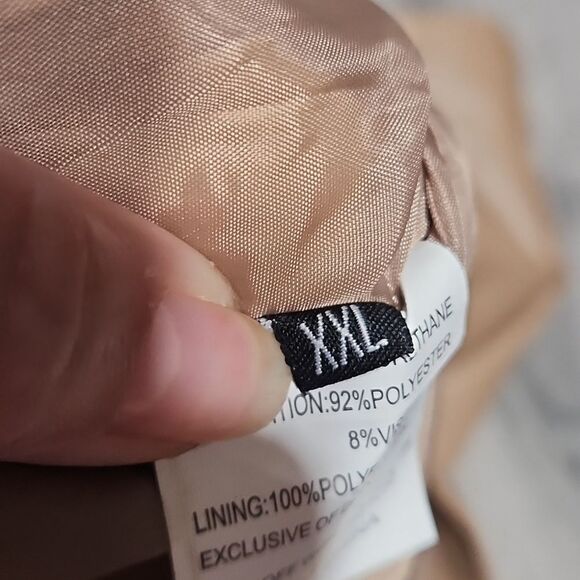 XXL
THANE
TION:92%POLYESTER
8%VI
LINING:100%POLY
EXCLUSIVE OF